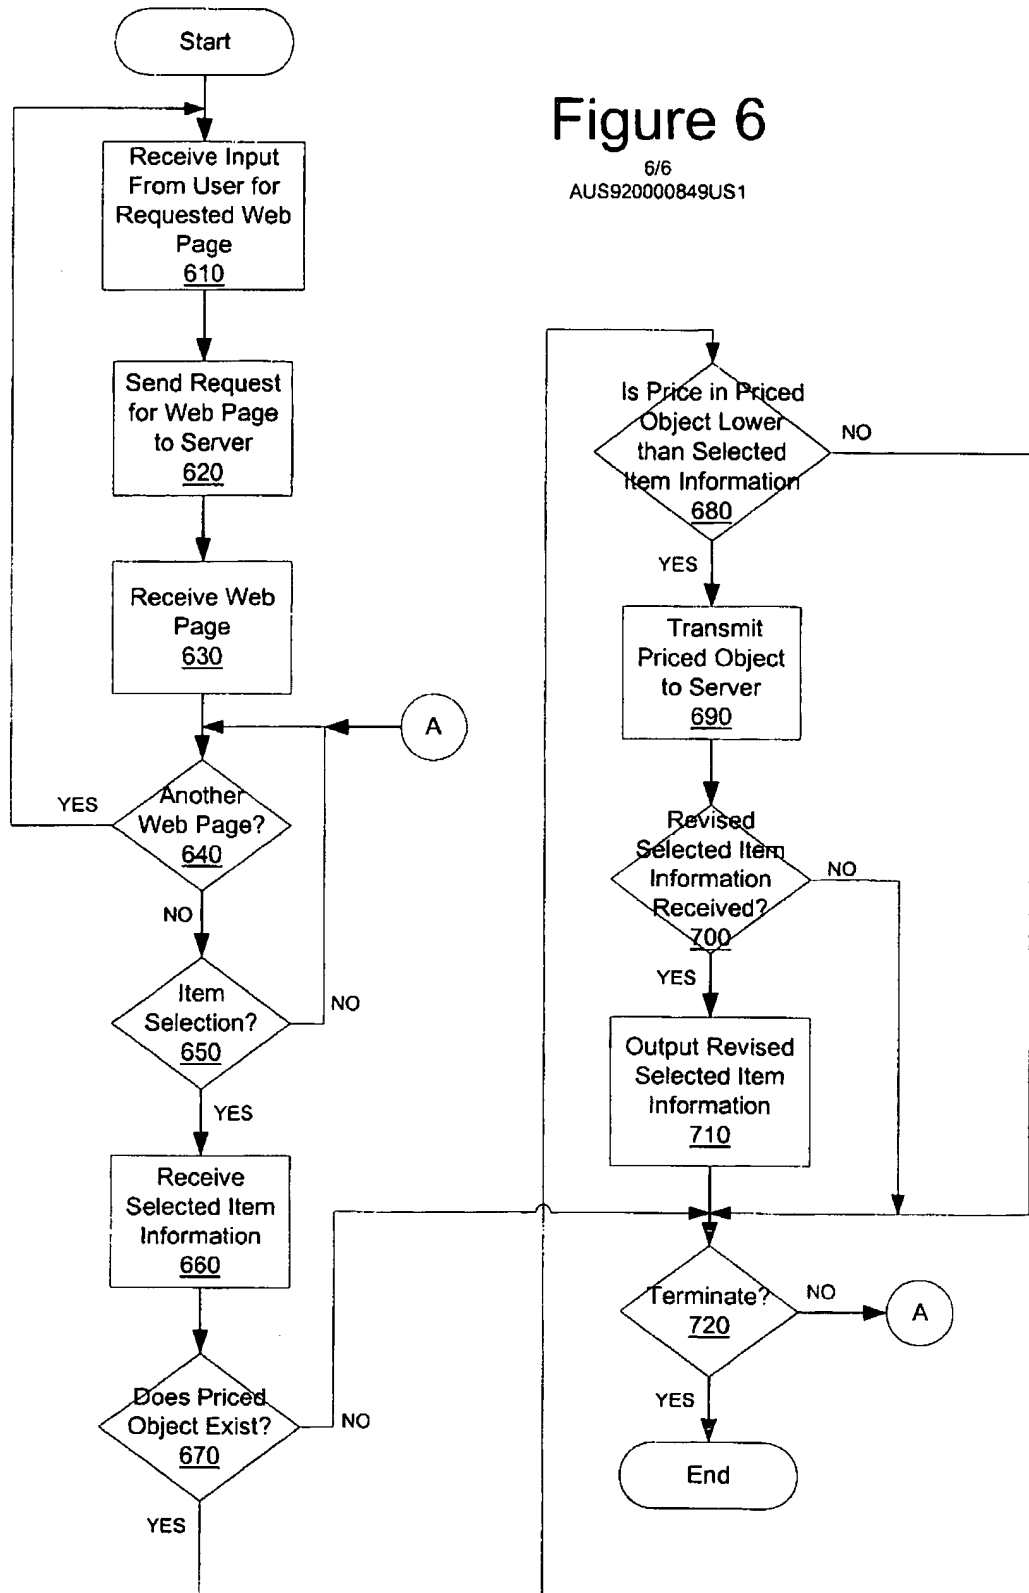 Start
Figure 6
6/6
AUS920000849US1
Receive Input
From User for
Requested Web
Page
610
Send Request
for Web Page
to Server
620
Receive Web
Page
630
A
Another
Web Page?
640
YES
NO
Item
Selection?
650
NO
YES
Receive
Selected Item
Information
660
Does Priced
Object Exist?
670
NO
YES
Is Price in Priced
Object Lower
than Selected
Item Information
680
NO
YES
Transmit
Priced Object
to Server
690
Revised
Selected Item
Information
Received?
700
NO
YES
Output Revised
Selected Item
Information
710
Terminate?
720
NO
A
YES
End